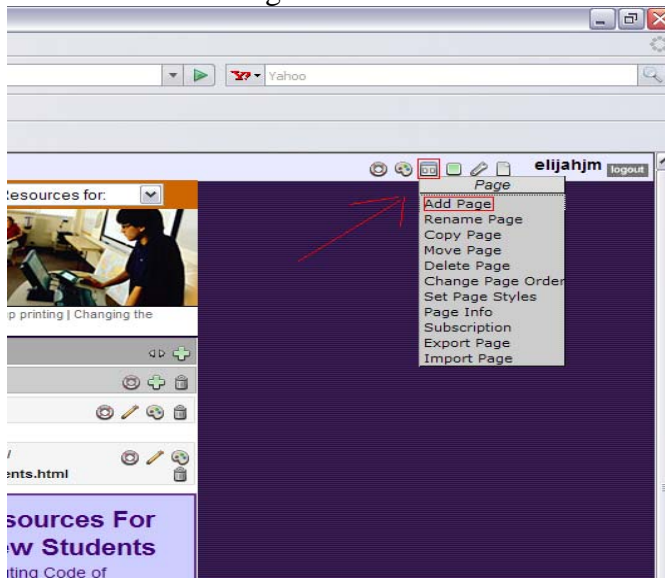 Yahoo
elijahjm logout
Resources for:
Page
Add Page
Rename Page
Copy Page
Move Page
Delete Page
Change Page Order
Set Page Styles
Page Info
Subscription
Export Page
Import Page
p printing | Changing the
ents.html
sources For
w Students
uting Code of